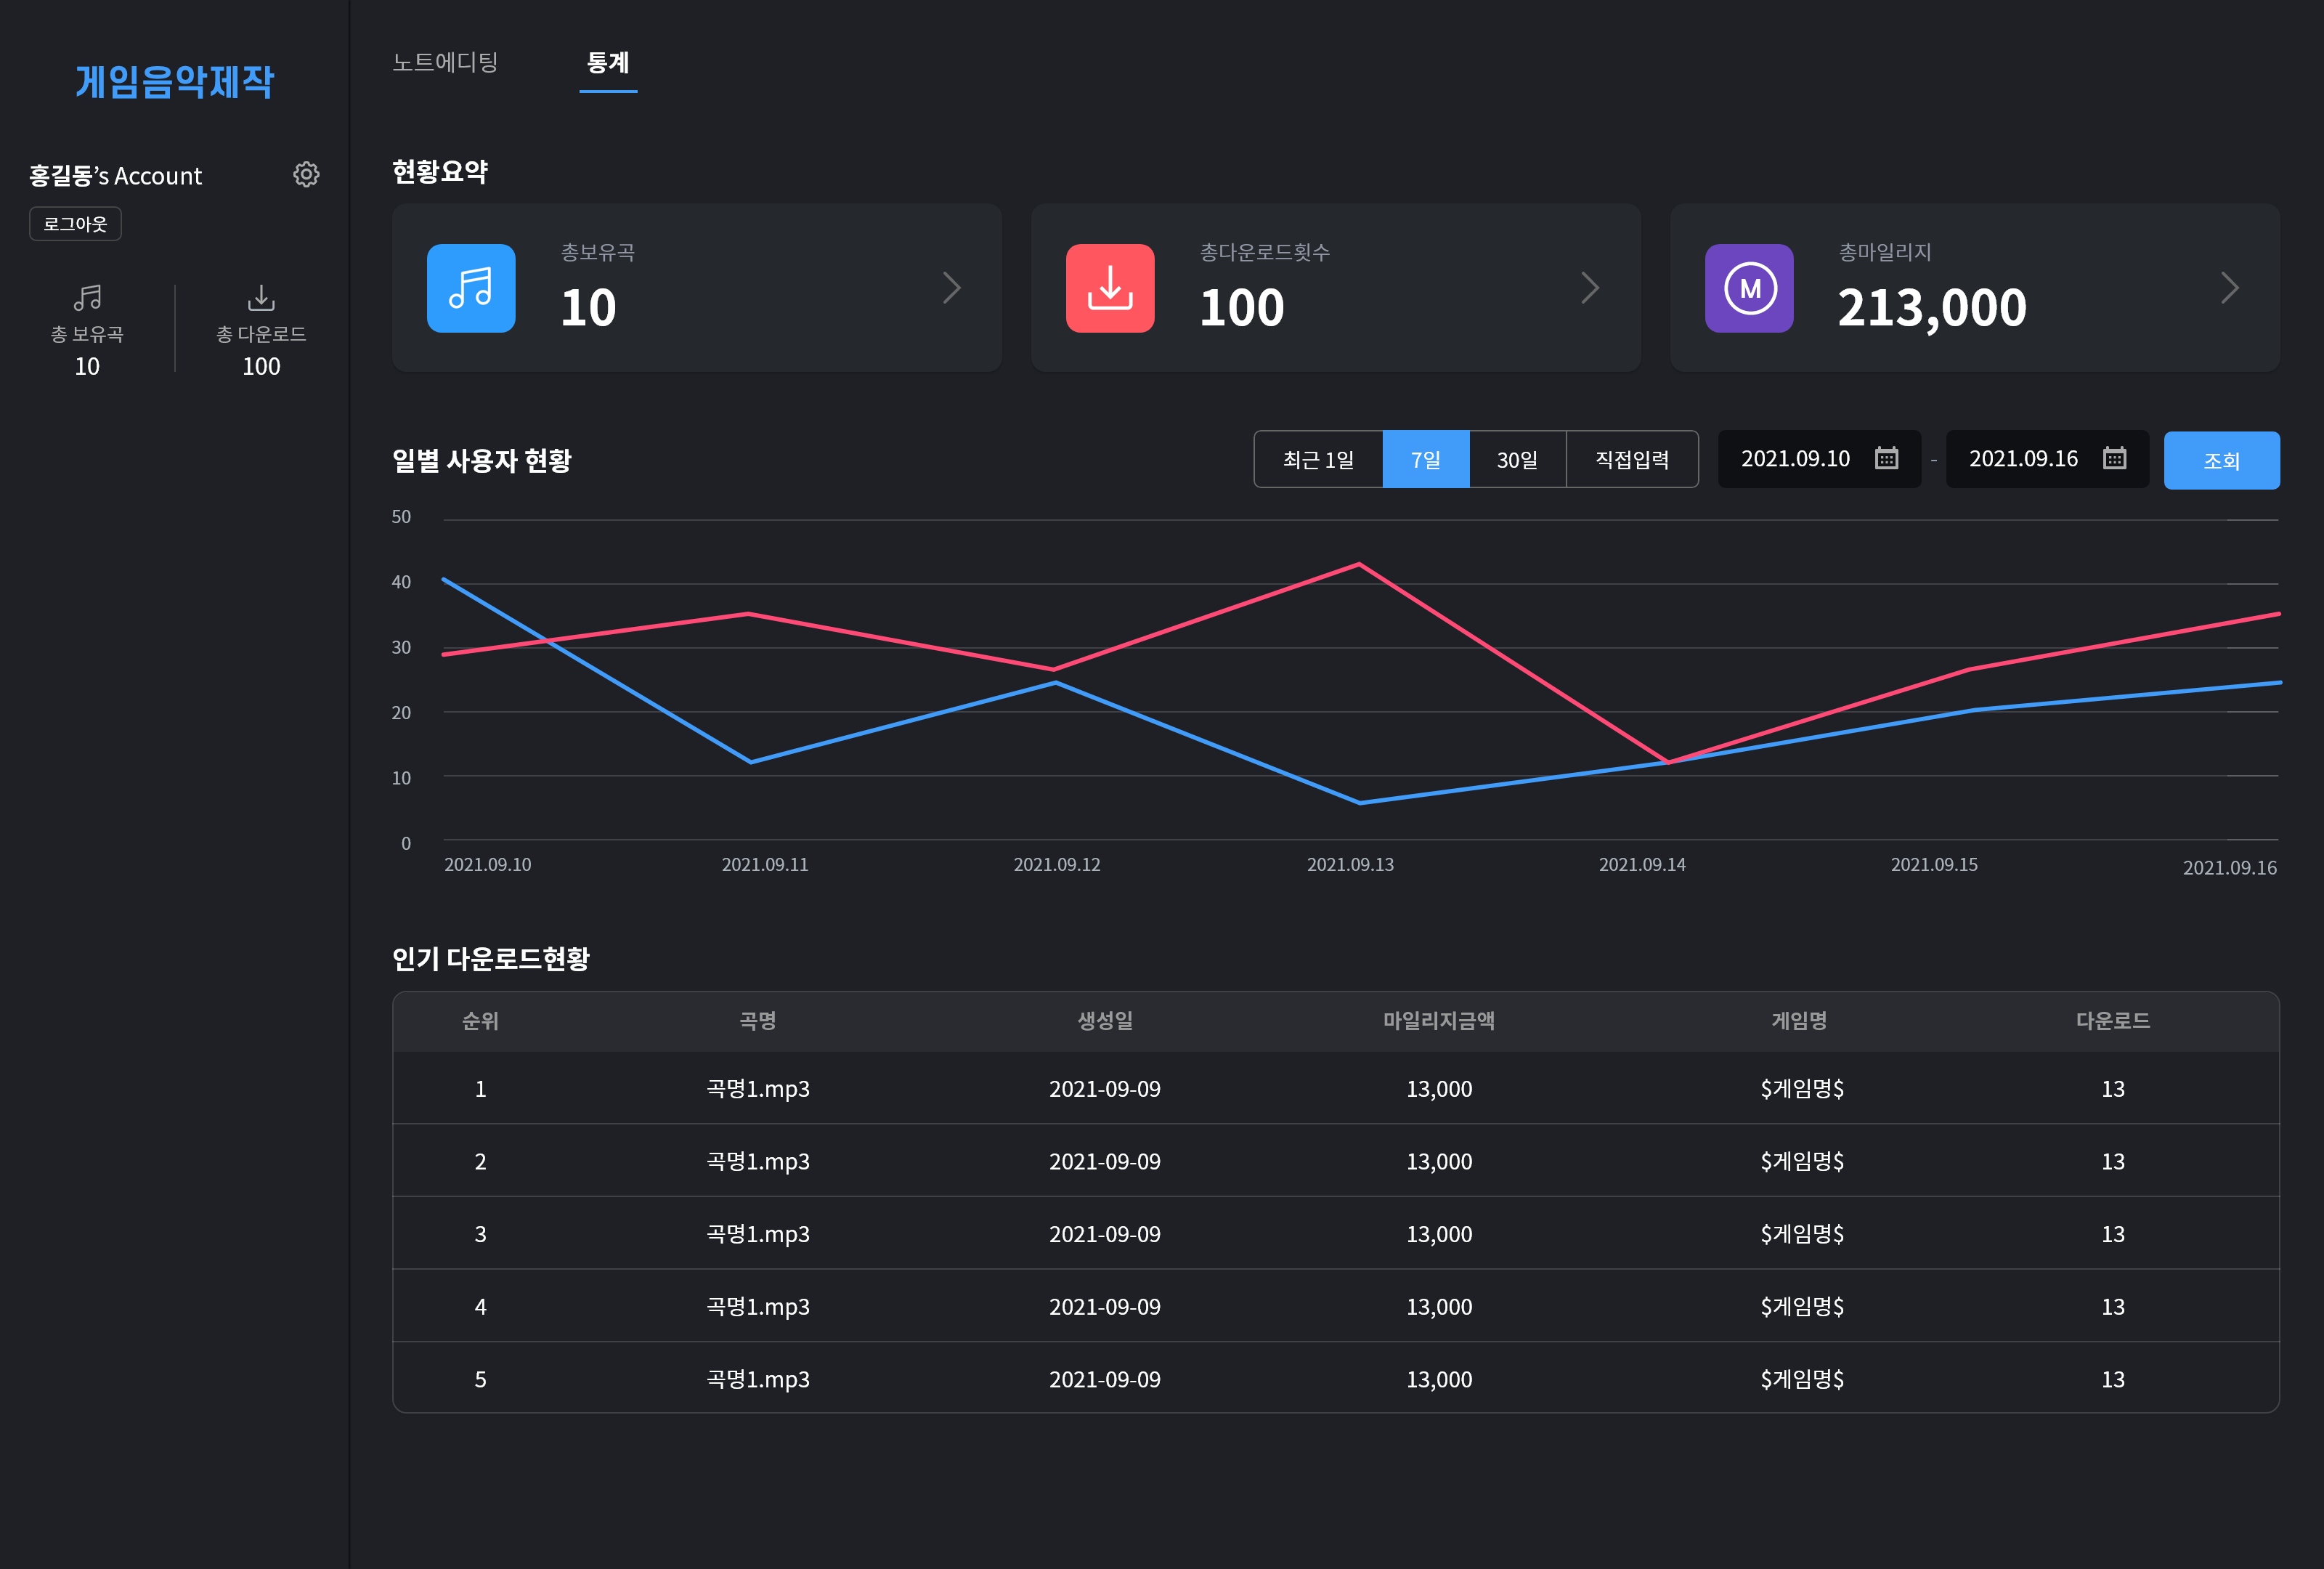 게임음악제작
홍길동’s Account
로그아웃
총 보유곡
10
총 다운로드
100
노트에디팅
통계
현황요약
총보유곡
10
총다운로드횟수
100
M
총마일리지
213,000
일별 사용자 현황
최근 1일 7일 30일 직접입력 2021.09.10 - 2021.09.16 조회
50
40
30
20
10
0
2021.09.10 2021.09.11 2021.09.12 2021.09.13 2021.09.14 2021.09.15 2021.09.16
인기 다운로드현황
순위 곡명 생성일 마일리지금액 게임명 다운로드
1 곡명1.mp3 2021-09-09 13,000 $게임명$ 13
2 곡명1.mp3 2021-09-09 13,000 $게임명$ 13
3 곡명1.mp3 2021-09-09 13,000 $게임명$ 13
4 곡명1.mp3 2021-09-09 13,000 $게임명$ 13
5 곡명1.mp3 2021-09-09 13,000 $게임명$ 13